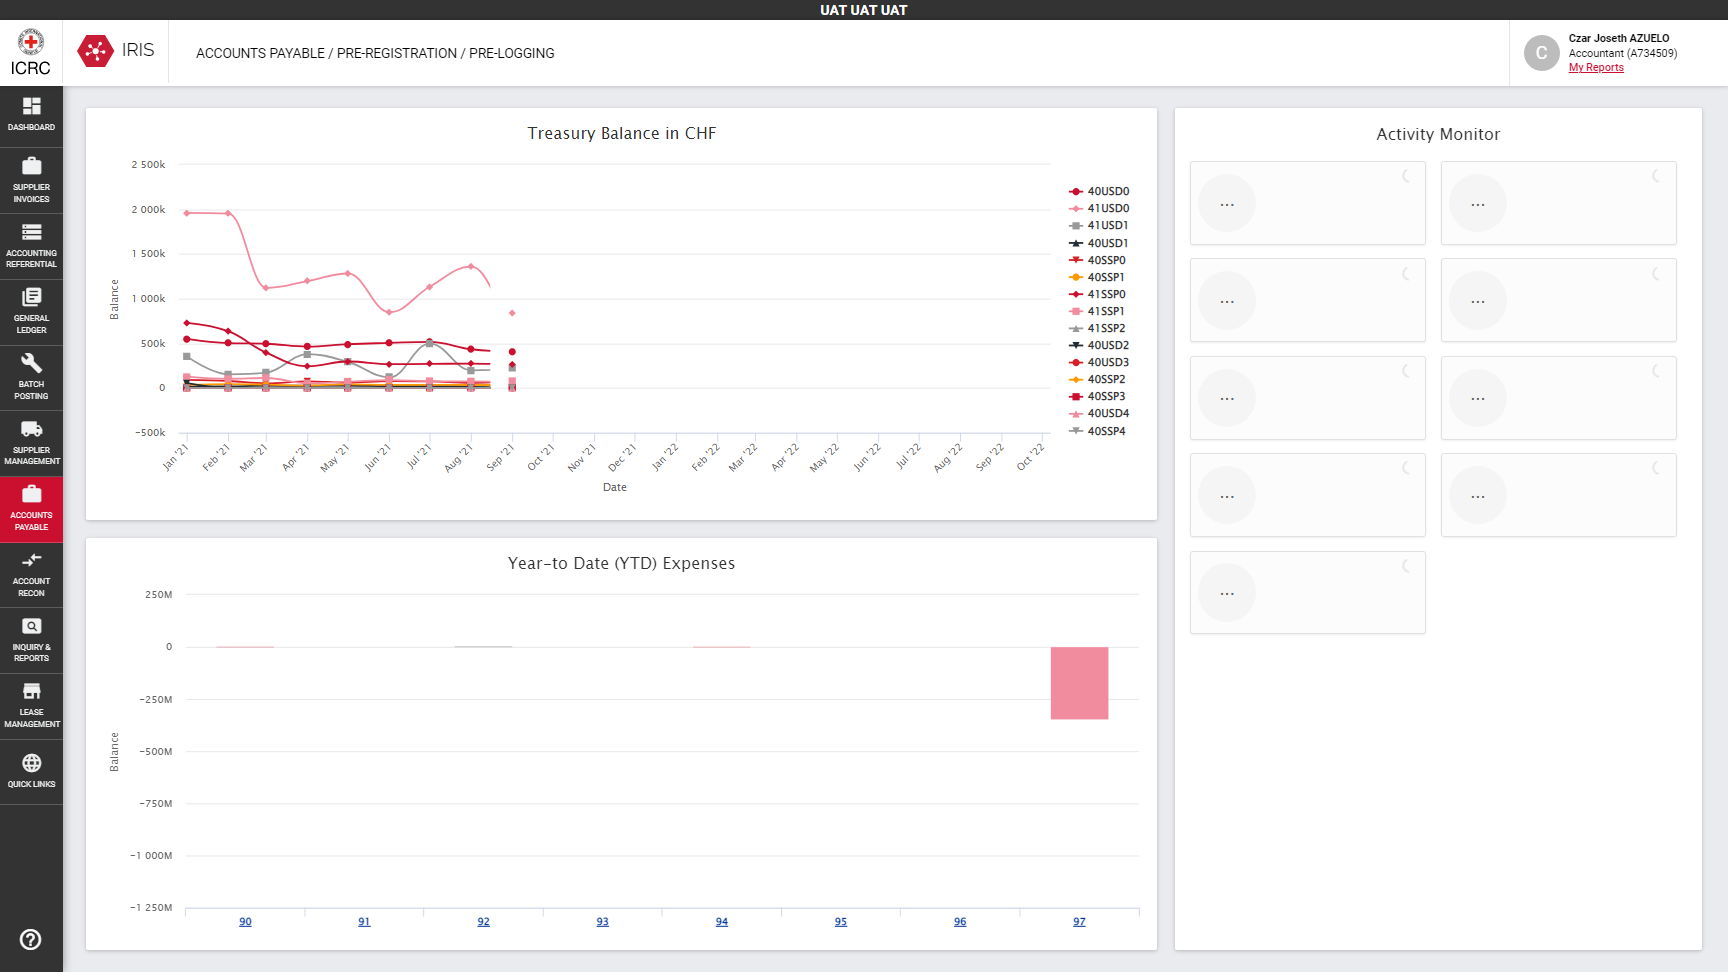 UAT UAT UAT
ICRC
IRIS
ACCOUNTS PAYABLE / PRE-REGISTRATION / PRE-LOGGING
C
Czar Joseth AZUELO
Accountant (A734509)
My Reports
DASHBOARD
SUPPLIER
INVOICES
ACCOUNTING
REFERENTIAL
GENERAL
LEDGER
BATCH
POSTING
SUPPLIER
MANAGEMENT
ACCOUNTS
PAYABLE
ACCOUNT
RECON
INQUIRY &
REPORTS
LEASE
MANAGEMENT
QUICK LINKS
Treasury Balance in CHF
Balance
2 500k
2 000k
1 500k
1 000k
500k
0
-500k
Jan '21
Feb '21
Mar '21
Apr '21
May '21
Jun '21
Jul '21
Aug '21
Sep '21
Oct '21
Nov '21
Dec '21
Jan '22
Feb '22
Mar '22
Apr '22
May '22
Jun '22
Jul '22
Aug '22
Sep '22
Oct '22
Date
40USD0
41USD0
41USD1
40USD1
40SSP0
40SSP1
41SSP0
41SSP1
41SSP2
40USD2
40USD3
40SSP2
40SSP3
40USD4
40SSP4
Year-to Date (YTD) Expenses
Balance
250M
0
-250M
-500M
-750M
-1 000M
-1 250M
90
91
92
93
94
95
96
97
Activity Monitor
...
...
...
...
...
...
...
...
...